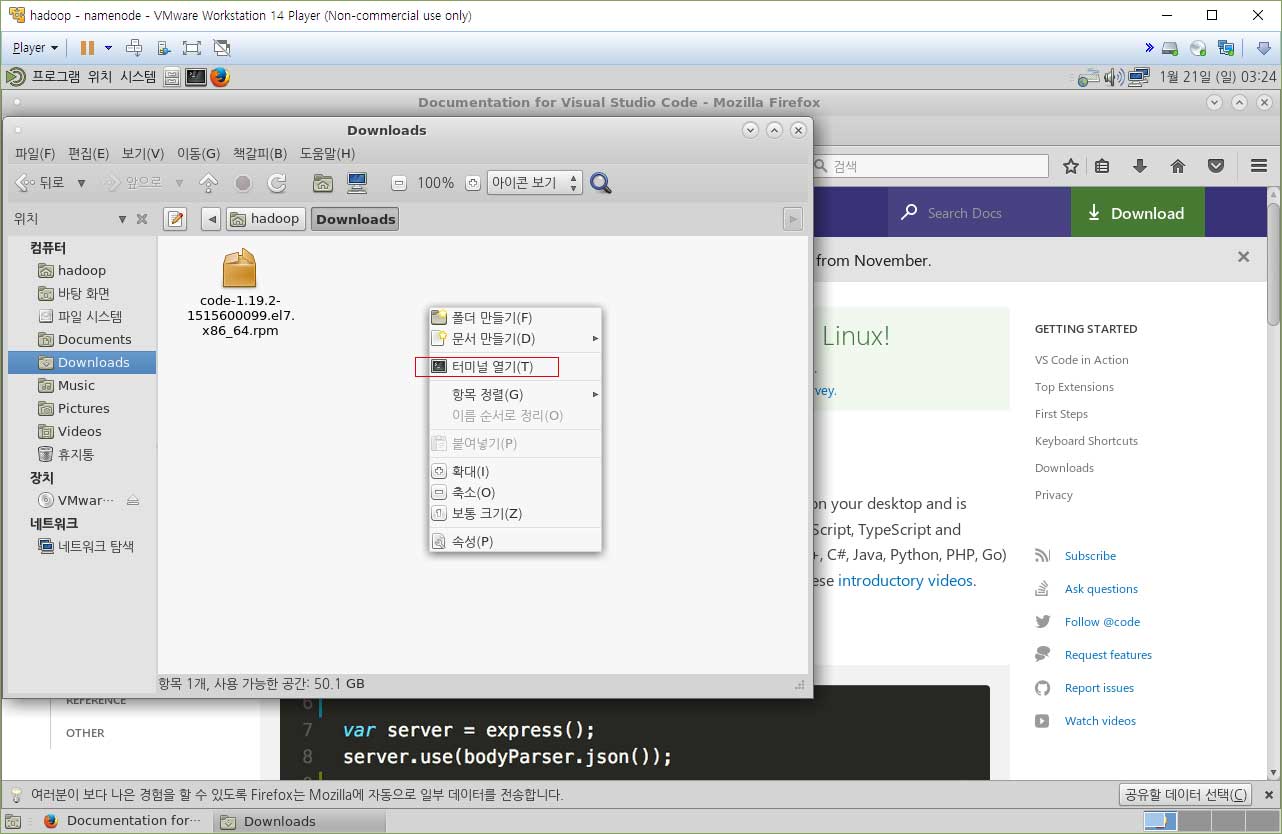 hadoop - namenode - VMware Workstation 14 Player (Non-commercial use only)
Player
프로그램 위치 시스템
1월 21일 (일) 03:24
Documentation for Visual Studio Code - Mozilla Firefox
Downloads
파일(F) 편집(E) 보기(V) 이동(G) 책갈피(B) 도움말(H)
뒤로 앞으로 100% 아이콘 보기
검색
위치
hadoop Downloads
Search Docs
Download
컴퓨터
hadoop
바탕 화면
파일 시스템
Documents
Downloads
Music
Pictures
Videos
휴지통
장치
VMwar···
네트워크
네트워크 탐색
code-1.19.2-
1515600099.el7.
x86_64.rpm
폴더 만들기(F)
문서 만들기(D)
터미널 열기(T)
항목 정렬(G)
이름 순서로 정리(O)
붙여넣기(P)
확대(I)
축소(O)
보통 크기(Z)
속성(P)
항목 1개, 사용 가능한 공간: 50.1 GB
from November.
Linux!
vey.
on your desktop and is
Script, TypeScript and
+, C#, Java, Python, PHP, Go)
ese introductory videos.
GETTING STARTED
VS Code in Action
Top Extensions
First Steps
Keyboard Shortcuts
Downloads
Privacy
Subscribe
Ask questions
Follow @code
Request features
Report issues
Watch videos
REFERENCE
OTHER
6
7 var server = express();
8 server.use(bodyParser.json());
여러분이 보다 나은 경험을 할 수 있도록 Firefox는 Mozilla에 자동으로 일부 데이터를 전송합니다.
공유할 데이터 선택(C)
Documentation for···
Downloads